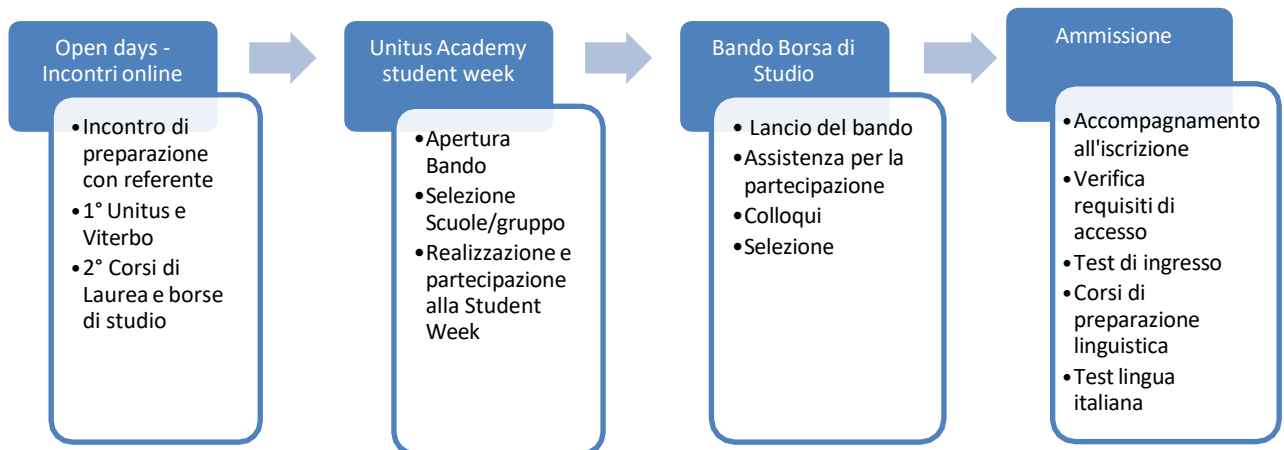 Open days -
Incontri online
•Incontro di
preparazione
con referente
•1° Unitus e
Viterbo
•2° Corsi di
Laurea e borse
di studio
Unitus Academy
student week
•Apertura
Bando
•Selezione
Scuole/gruppo
•Realizzazione e
partecipazione
alla Student
Week
Bando Borsa di
Studio
• Lancio del bando
•Assistenza per la
partecipazione
•Colloqui
•Selezione
Ammissione
•Accompagnamento
all'iscrizione
•Verifica
requisiti di
accesso
•Test di ingresso
•Corsi di
preparazione
linguistica
•Test lingua
italiana